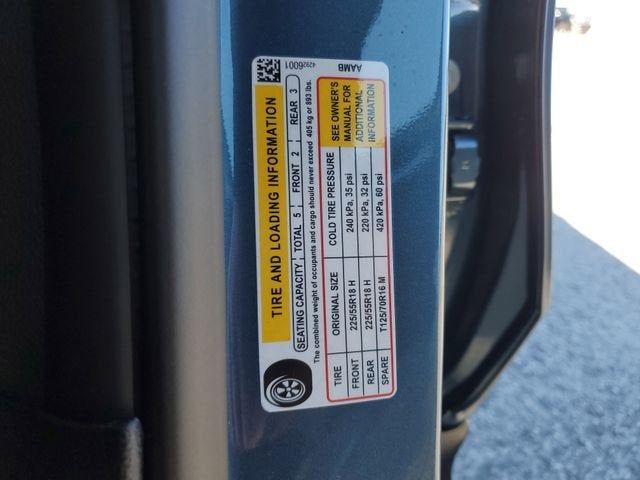 42926001 AAMB
TIRE AND LOADING INFORMATION
SEATING CAPACITY TOTAL 5 FRONT 2 REAR 3
The combined weight of occupants and cargo should never exceed 405 kg or 893 lbs.
TIRE ORIGINAL SIZE COLD TIRE PRESSURE
FRONT 225/55R18 H 240 kPa, 35 psi
REAR 225/55R18 H 220 kPa, 32 psi
SPARE T125/70R16 M 420 kPa, 60 psi
SEE OWNER'S
MANUAL FOR
ADDITIONAL
INFORMATION